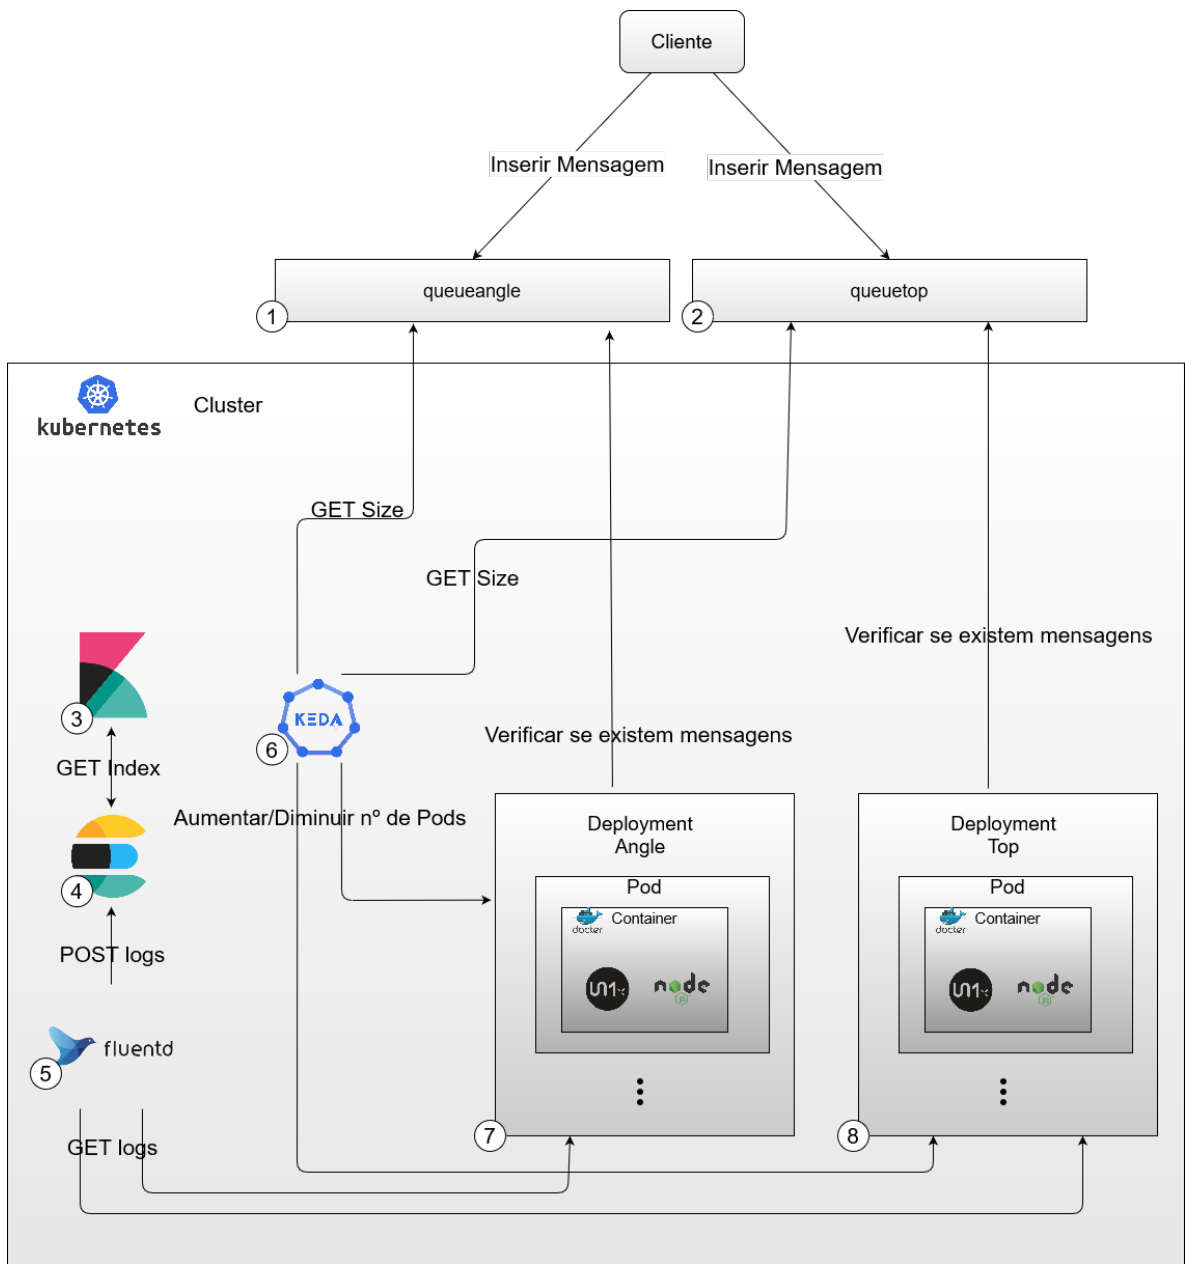 Cliente
Inserir Mensagem
Inserir Mensagem
queueangle
queuetop
1
2
kubernetes
Cluster
GET Size
GET Size
Verificar se existem mensagens
3
KEDA
6
Verificar se existem mensagens
GET Index
Aumentar/Diminuir nº de Pods
4
Deployment
Angle
Deployment
Top
Pod
Pod
docker
Container
docker
Container
node
JS
node
JS
POST logs
fluentd
5
7
8
GET logs